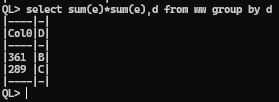 QL> select sum(e)*sum(e),d from ww group by d
|----|-|
|Col0|D|
|----|-|
|----|-|
|361 |B|
|289 |C|
|----|-|
QL>